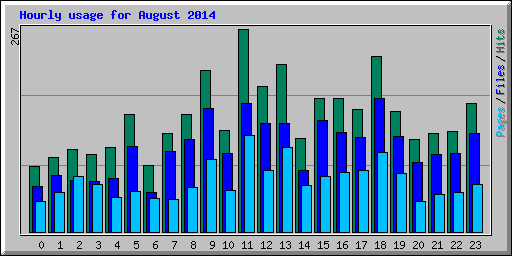 Hourly usage for August 2014
267
Pages / Files / Hits
0 1 2 3 4 5 6 7 8 9 10 11 12 13 14 15 16 17 18 19 20 21 22 23